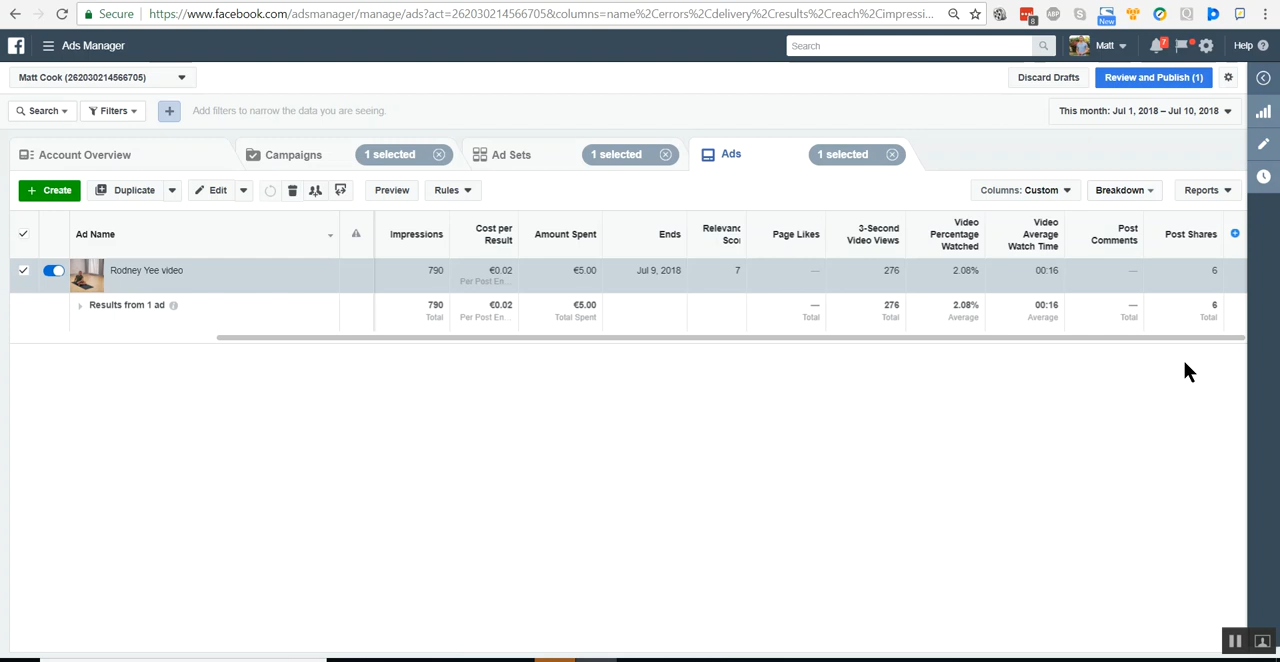 Secure https://www.facebook.com/adsmanager/manage/ads?act=262030214566705&columns=name%2Cerrors%2Cdelivery%2Cresults%2Creach%2Cimpressi...
8
ABP
New
Ads Manager
Search
Matt
7
Help
Matt Cook (262030214566705)
Discard Drafts
Review and Publish (1)
Search
Filters
Add filters to narrow the data you are seeing.
This month: Jul 1, 2018 – Jul 10, 2018
Account Overview
Campaigns
1 selected
Ad Sets
1 selected
Ads
1 selected
Create
Duplicate
Edit
Preview
Rules
Columns: Custom
Breakdown
Reports
Ad Name
Impressions
Cost per
Result
Amount Spent
Ends
Relevanc
Scor
Page Likes
3-Second
Video Views
Video
Percentage
Watched
Video
Average
Watch Time
Post
Comments
Post Shares
Rodney Yee video
790
€0.02
Per Post En...
€5.00
Jul 9, 2018
7
—
276
2.08%
00:16
—
6
Results from 1 ad
790
Total
€0.02
Per Post En...
€5.00
Total Spent
—
Total
276
Total
2.08%
Average
00:16
Average
—
Total
6
Total